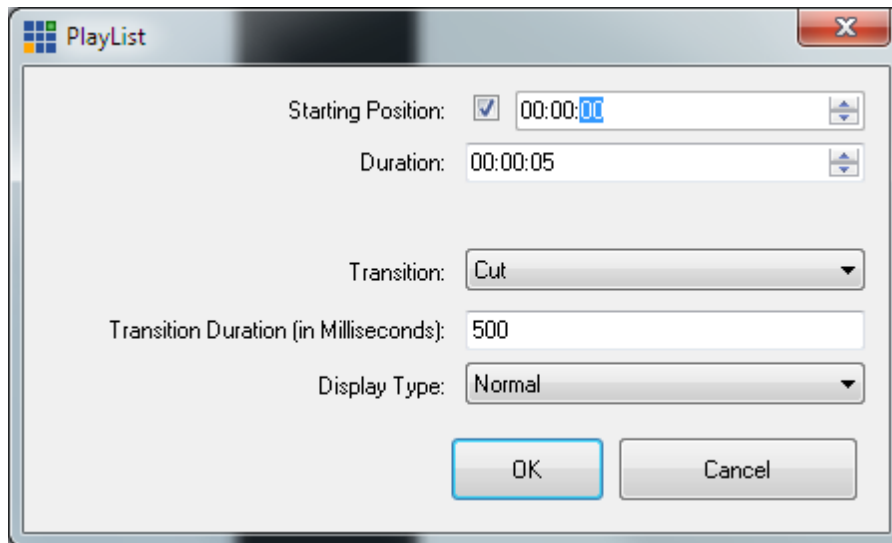 PlayList
Starting Position: 00:00:00
Duration: 00:00:05
Transition: Cut
Transition Duration (in Milliseconds): 500
Display Type: Normal
OK Cancel